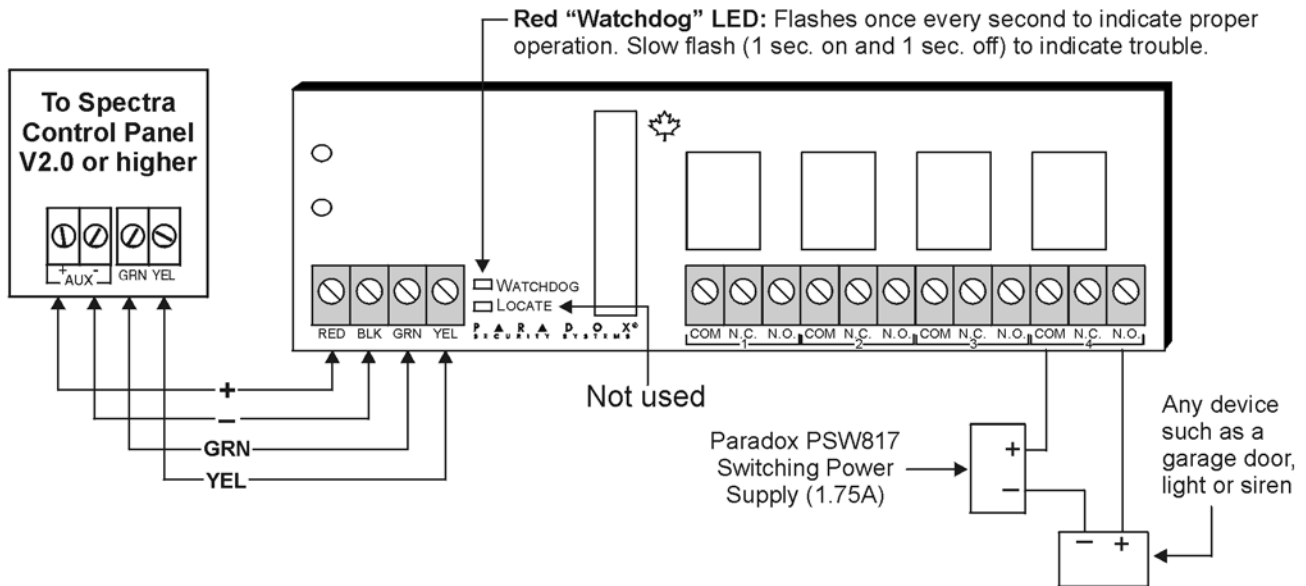 Red “Watchdog” LED: Flashes once every second to indicate proper
operation. Slow flash (1 sec. on and 1 sec. off) to indicate trouble.
To Spectra
Control Panel
V2.0 or higher
+ AUX - GRN YEL
WATCHDOG
LOCATE
PARADOX®
SECURITY SYSTEMS
RED BLK GRN YEL
COM N.C. N.O. COM N.C. N.O. COM N.C. N.O. COM N.C. N.O.
1 2 3 4
+
–
GRN
YEL
Not used
Paradox PSW817
Switching Power
Supply (1.75A)
+
–
Any device
such as a
garage door,
light or siren
– +